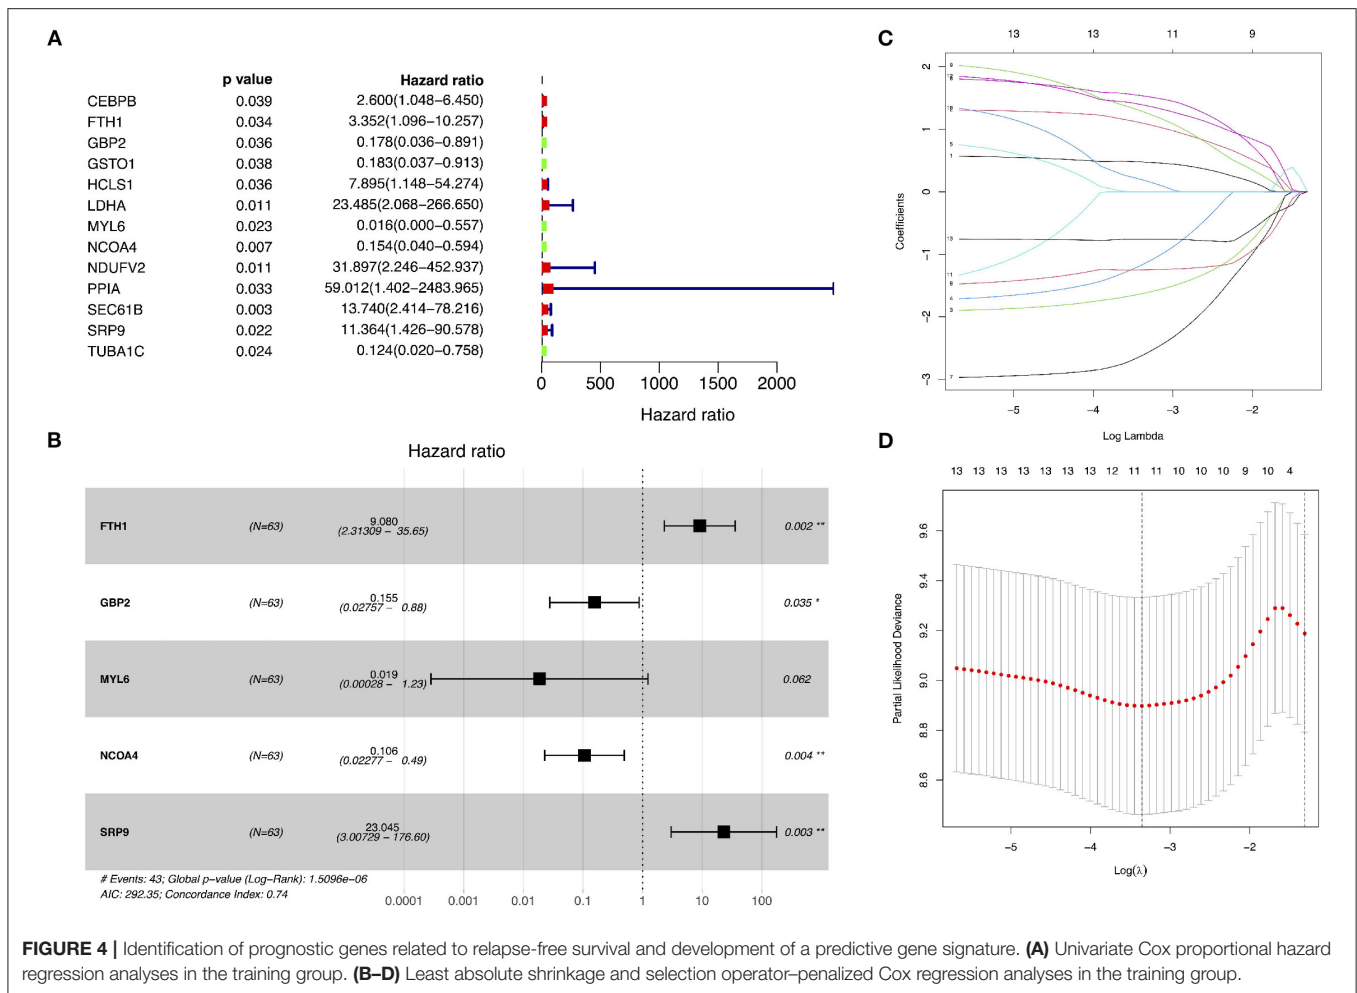 A
p value Hazard ratio
CEBPB 0.039 2.600(1.048−6.450)
FTH1 0.034 3.352(1.096−10.257)
GBP2 0.036 0.178(0.036−0.891)
GSTO1 0.038 0.183(0.037−0.913)
HCLS1 0.036 7.895(1.148−54.274)
LDHA 0.011 23.485(2.068−266.650)
MYL6 0.023 0.016(0.000−0.557)
NCOA4 0.007 0.154(0.040−0.594)
NDUFV2 0.011 31.897(2.246−452.937)
PPIA 0.033 59.012(1.402−2483.965)
SEC61B 0.003 13.740(2.414−78.216)
SRP9 0.022 11.364(1.426−90.578)
TUBA1C 0.024 0.124(0.020−0.758)
0 500 1000 1500 2000
Hazard ratio
B
Hazard ratio
FTH1 (N=63) 9.080 0.002 **
(2.31309 − 35.65)
GBP2 (N=63) 0.155 0.035 *
(0.02757 − 0.88)
MYL6 (N=63) 0.019 0.062
(0.00028 − 1.23)
NCOA4 (N=63) 0.106 0.004 **
(0.02277 − 0.49)
SRP9 (N=63) 23.045 0.003 **
(3.00729 − 176.60)
# Events: 43; Global p−value (Log−Rank): 1.5096e−06
AIC: 292.35; Concordance Index: 0.74
0.0001 0.001 0.01 0.1 1 10 100
C
13 13 11 9
2
1
0
−1
−2
−3
Coefficients
9
5
1
13
11
8
4
3
7
−5 −4 −3 −2
Log Lambda
D
13 13 13 13 13 13 13 12 11 11 10 10 10 9 10 4
9.6
9.4
9.2
9.0
8.8
8.6
Partial Likelihood Deviance
−5 −4 −3 −2
Log(λ)
FIGURE 4 | Identification of prognostic genes related to relapse-free survival and development of a predictive gene signature. (A) Univariate Cox proportional hazard
regression analyses in the training group. (B–D) Least absolute shrinkage and selection operator–penalized Cox regression analyses in the training group.